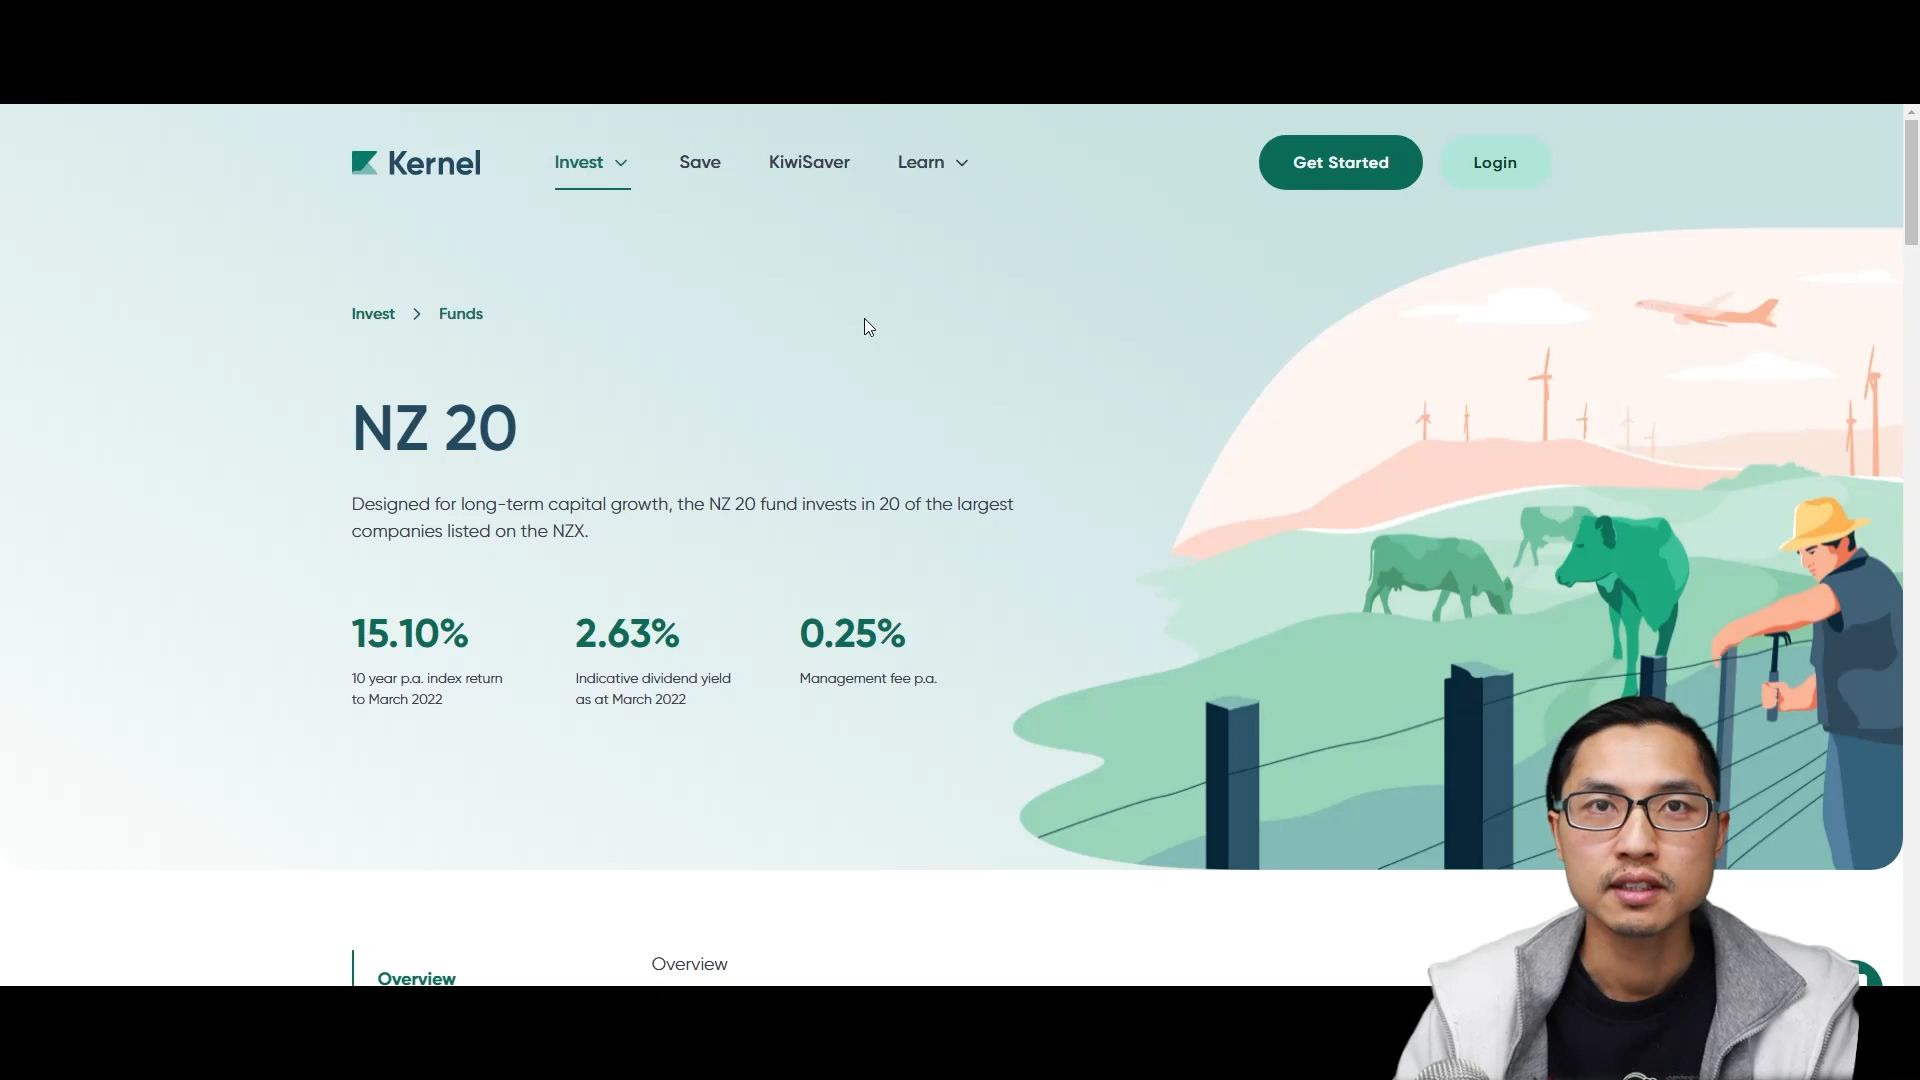 Kernel
Invest
Save
KiwiSaver
Learn
Get Started
Login
Invest > Funds
NZ 20
Designed for long-term capital growth, the NZ 20 fund invests in 20 of the largest
companies listed on the NZX.
15.10%
10 year p.a. index return
to March 2022
2.63%
Indicative dividend yield
as at March 2022
0.25%
Management fee p.a.
Overview
Overview